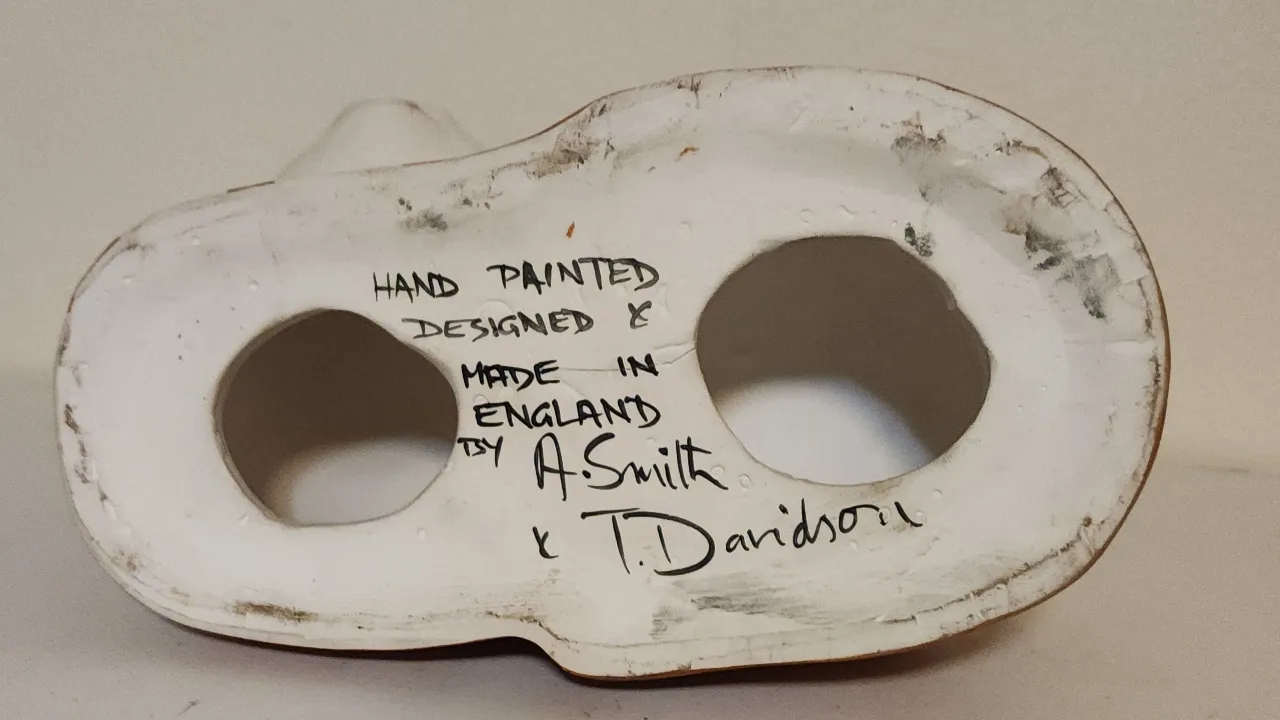 HAND PAINTED
DESIGNED &
MADE IN
ENGLAND
BY A.Smith
& T.Davidson